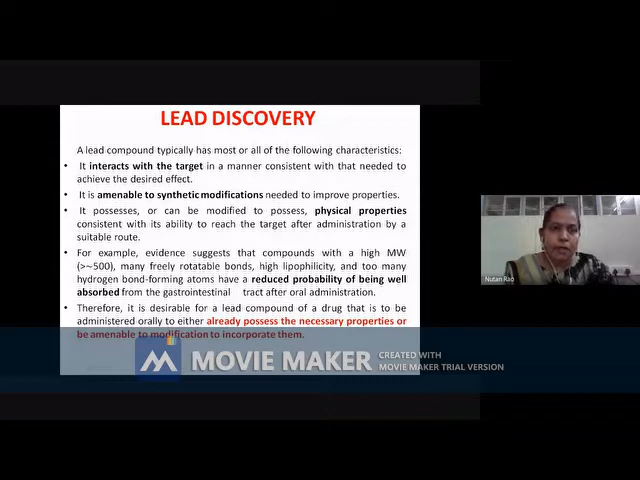 LEAD DISCOVERY
A lead compound typically has most or all of the following characteristics:
• It interacts with the target in a manner consistent with that needed to
achieve the desired effect.
• It is amenable to synthetic modifications needed to improve properties.
• It possesses, or can be modified to possess, physical properties
consistent with its ability to reach the target after administration by a
suitable route.
• For example, evidence suggests that compounds with a high MW
(>~500), many freely rotatable bonds, high lipophilicity, and too many
hydrogen bond-forming atoms have a reduced probability of being well
absorbed from the gastrointestinal tract after oral administration.
• Therefore, it is desirable for a lead compound of a drug that is to be
administered orally to either already possess the necessary properties or
be amenable to modification to incorporate them.
MOVIE MAKER
CREATED WITH
MOVIE MAKER TRIAL VERSION
Nutan Rao